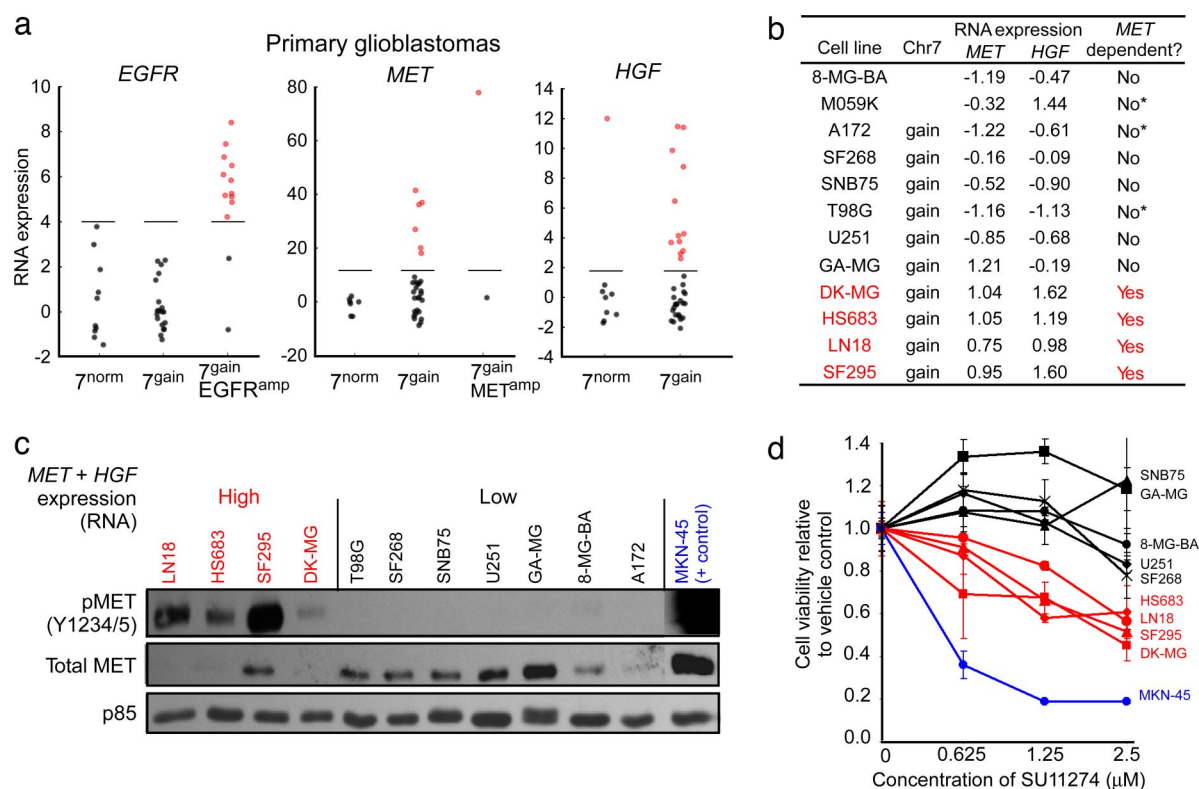 a
Primary glioblastomas
EGFR
MET
HGF
RNA expression
10
8
6
4
2
0
-2
7norm
7gain
7gain
EGFRamp
80
60
40
20
0
-20
7norm
7gain
7gain
METamp
14
12
10
8
6
4
2
0
-2
-4
7norm
7gain
b
Cell line Chr7 RNA expression MET HGF MET dependent?
8-MG-BA -1.19 -0.47 No
M059K -0.32 1.44 No*
A172 gain -1.22 -0.61 No*
SF268 gain -0.16 -0.09 No
SNB75 gain -0.52 -0.90 No
T98G gain -1.16 -1.13 No*
U251 gain -0.85 -0.68 No
GA-MG gain 1.21 -0.19 No
DK-MG gain 1.04 1.62 Yes
HS683 gain 1.05 1.19 Yes
LN18 gain 0.75 0.98 Yes
SF295 gain 0.95 1.60 Yes
c
MET + HGF
expression
(RNA)
High
Low
LN18
HS683
SF295
DK-MG
T98G
SF268
SNB75
U251
GA-MG
8-MG-BA
A172
MKN-45
(+ control)
pMET
(Y1234/5)
Total MET
p85
d
Cell viability relative
to vehicle control
1.4
1.2
1.0
0.8
0.6
0.4
0.2
0.0
SNB75
GA-MG
8-MG-BA
U251
SF268
HS683
LN18
SF295
DK-MG
MKN-45
0 0.625 1.25 2.5
Concentration of SU11274 (μM)